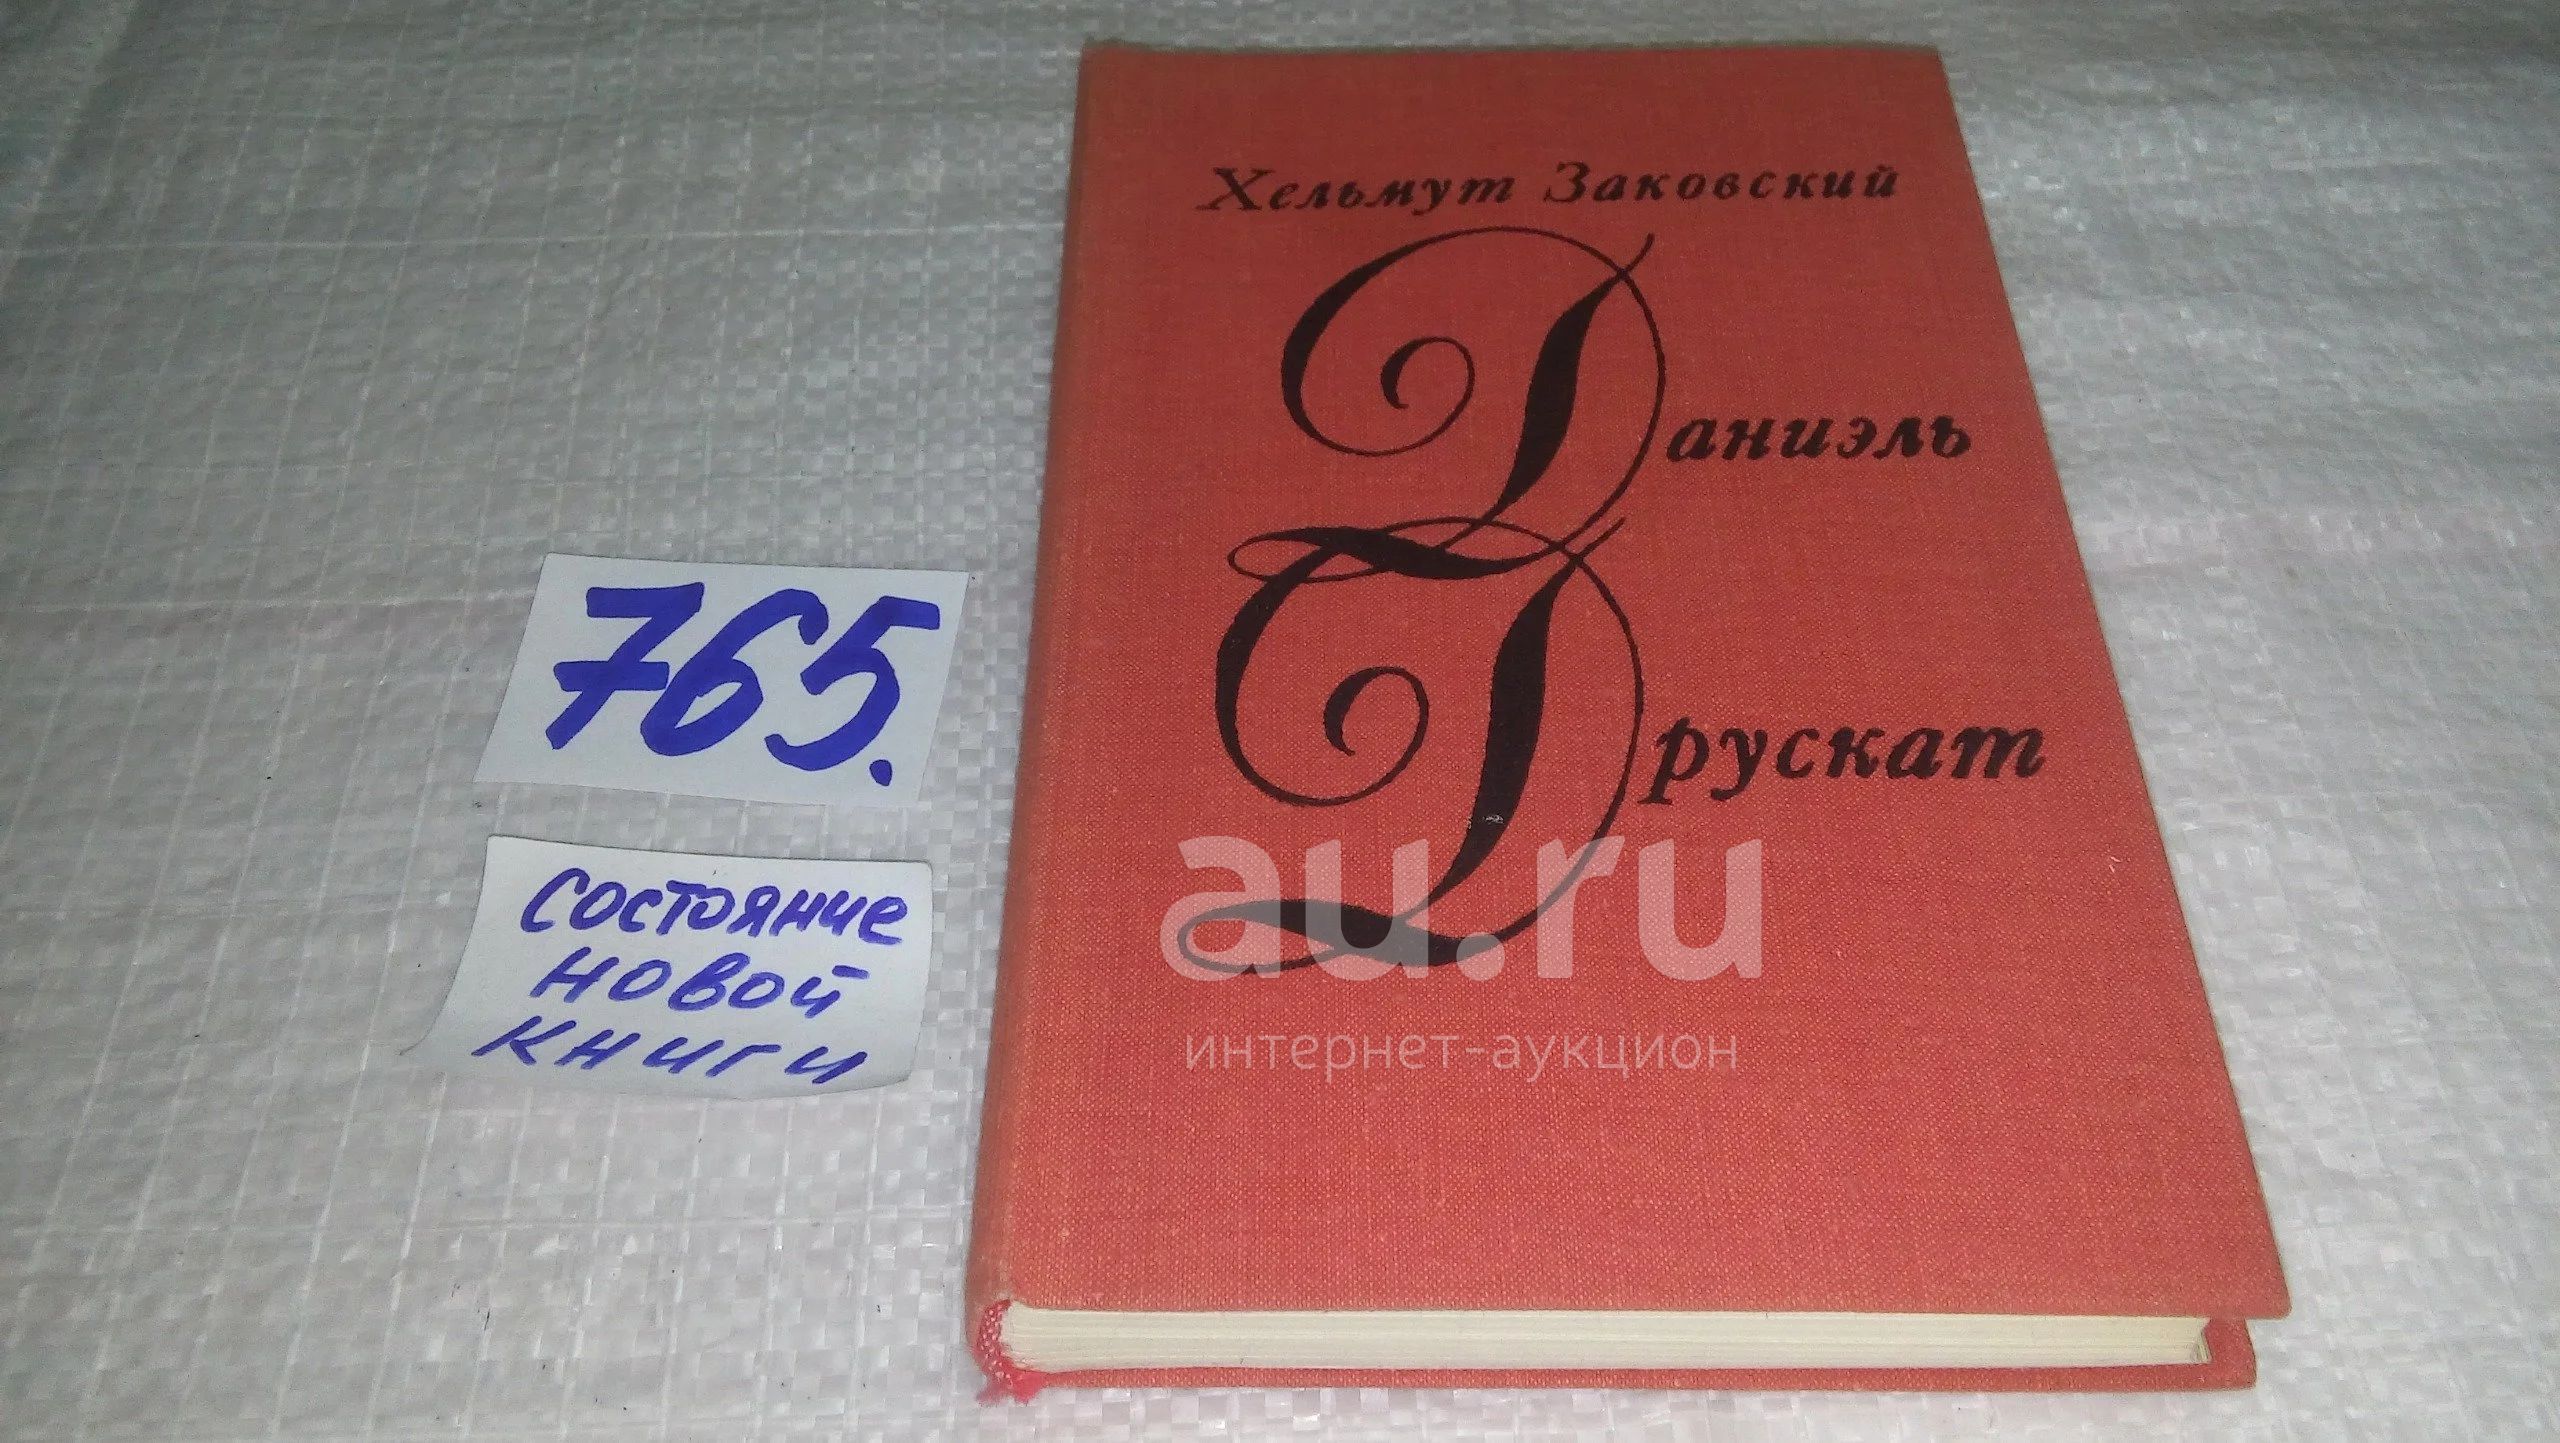 Хельмут Заковский
Даниэль
Друскат
765.
состояние
новой
книги
au.ru
интернет-аукцион